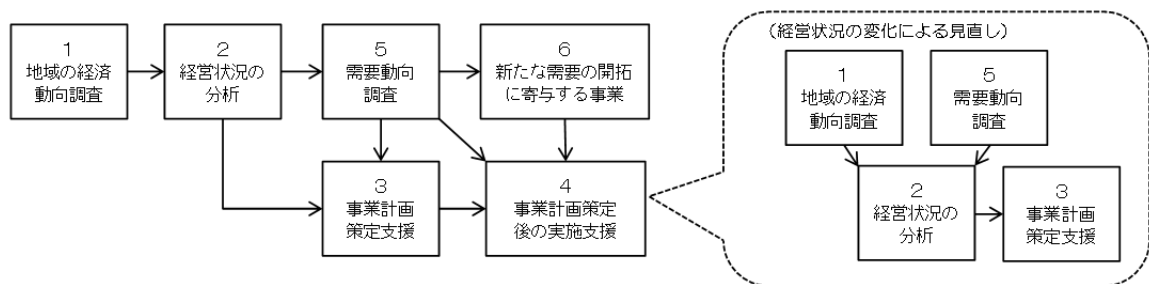 1
地域の経済
動向調査
2
経営状況の
分析
5
需要動向
調査
6
新たな需要の開拓
に寄与する事業
3
事業計画
策定支援
4
事業計画策定
後の実施支援
(経営状況の変化による見直し)
1
地域の経済
動向調査
5
需要動向
調査
2
経営状況の
分析
3
事業計画
策定支援